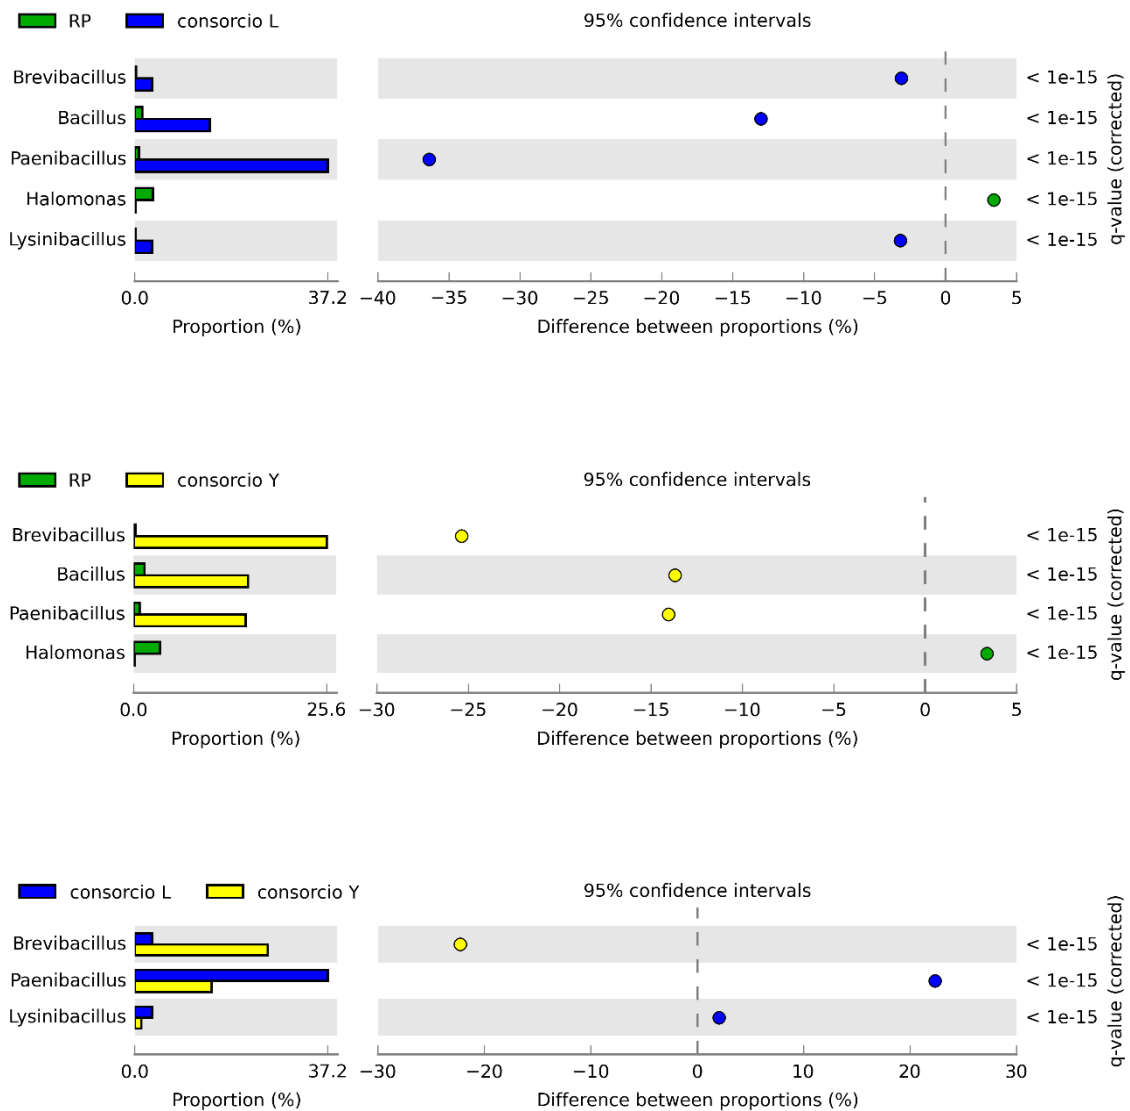 RP consorcio L 95% confidence intervals
Brevibacillus < 1e-15
Bacillus < 1e-15
Paenibacillus < 1e-15
Halomonas < 1e-15
Lysinibacillus < 1e-15
q-value (corrected)
0.0 37.2 −40 −35 −30 −25 −20 −15 −10 −5 0 5
Proportion (%) Difference between proportions (%)
RP consorcio Y 95% confidence intervals
Brevibacillus < 1e-15
Bacillus < 1e-15
Paenibacillus < 1e-15
Halomonas < 1e-15
q-value (corrected)
0.0 25.6 −30 −25 −20 −15 −10 −5 0 5
Proportion (%) Difference between proportions (%)
consorcio L consorcio Y 95% confidence intervals
Brevibacillus < 1e-15
Paenibacillus < 1e-15
Lysinibacillus < 1e-15
q-value (corrected)
0.0 37.2 −30 −20 −10 0 10 20 30
Proportion (%) Difference between proportions (%)